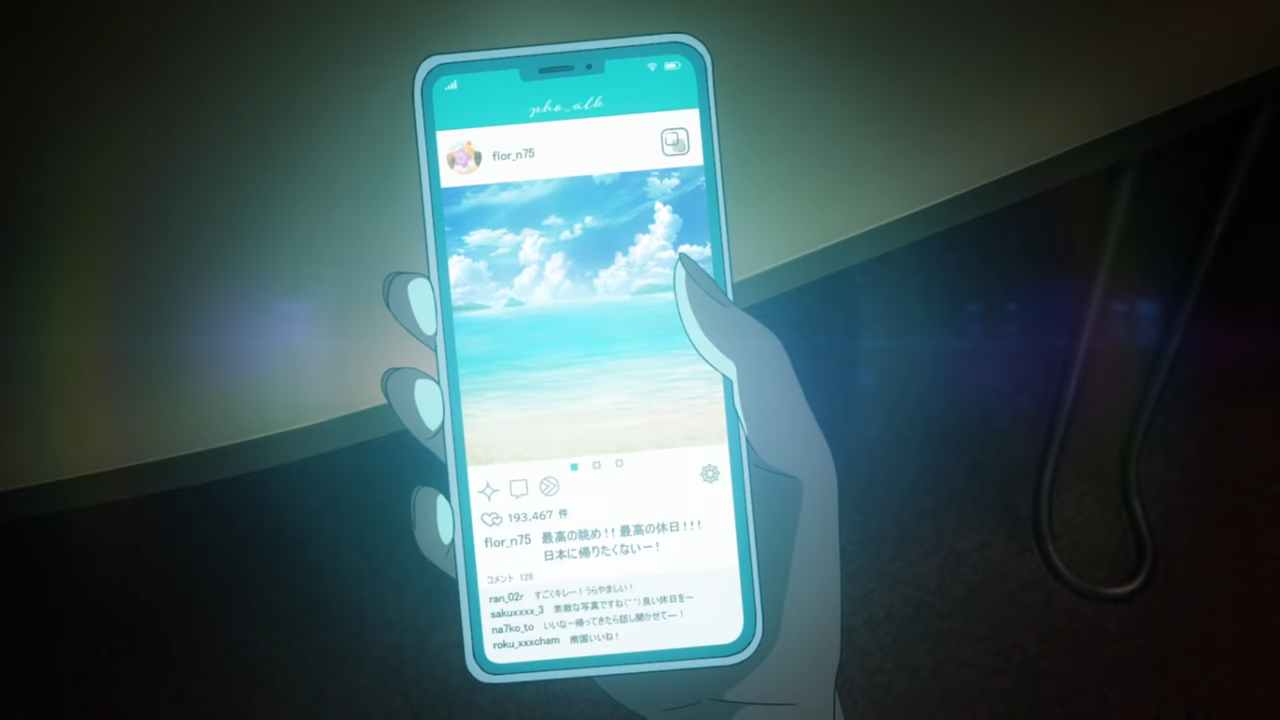 pho_alk
flor_n75
193,467 件
flor_n75 最高の眺め!! 最高の休日!!!
日本に帰りたくないー!
コメント 128
ran_02r すごくキレー!うらやましい!
sakuxxxx_3 素敵な写真ですね(^^)良い休日を～
na7ko_to いいなー帰ってきたら話し聞かせてー!
roku_xxxcham 南国いいね!